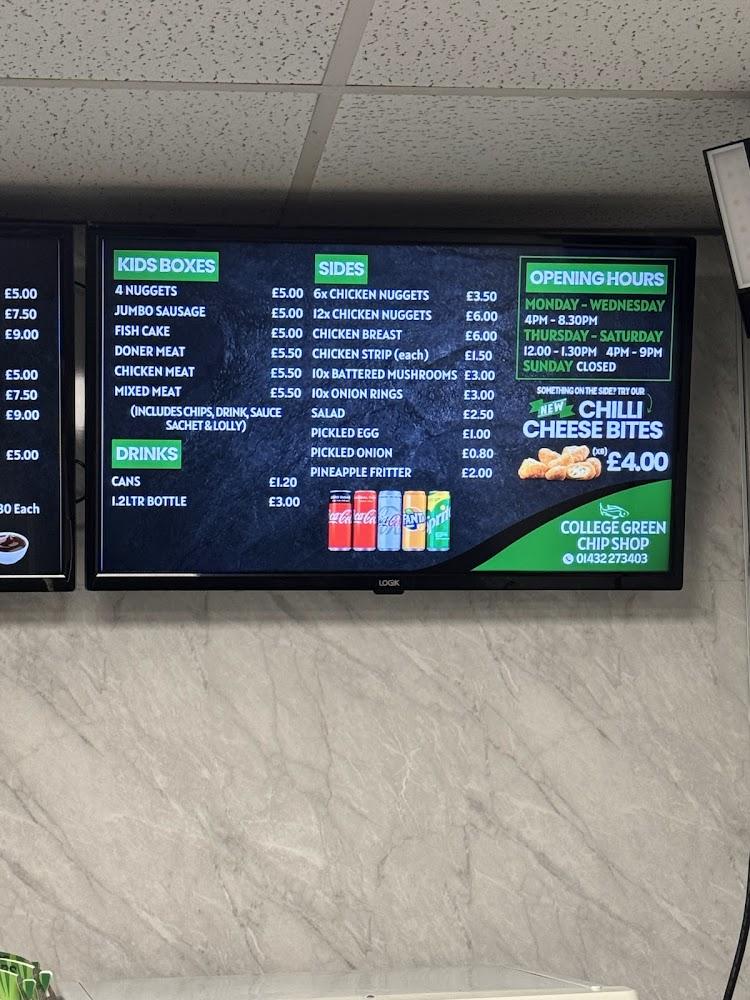 £5.00
£7.50
£9.00
£5.00
£7.50
£9.00
£5.00
30 Each
KIDS BOXES
4 NUGGETS £5.00
JUMBO SAUSAGE £5.00
FISH CAKE £5.00
DONER MEAT £5.50
CHICKEN MEAT £5.50
MIXED MEAT £5.50
(INCLUDES CHIPS, DRINK, SAUCE
SACHET & LOLLY)
DRINKS
CANS £1.20
1.2LTR BOTTLE £3.00
SIDES
6x CHICKEN NUGGETS £3.50
12x CHICKEN NUGGETS £6.00
CHICKEN BREAST £6.00
CHICKEN STRIP (each) £1.50
10x BATTERED MUSHROOMS £3.00
10x ONION RINGS £3.00
SALAD £2.50
PICKLED EGG £1.00
PICKLED ONION £0.80
PINEAPPLE FRITTER £2.00
OPENING HOURS
MONDAY - WEDNESDAY
4PM - 8.30PM
THURSDAY - SATURDAY
12.00 - 1.30PM 4PM - 9PM
SUNDAY CLOSED
SOMETHING ON THE SIDE? TRY OUR
NEW CHILLI
CHEESE BITES
(x8) £4.00
COLLEGE GREEN
CHIP SHOP
01432 273403
LOGIK